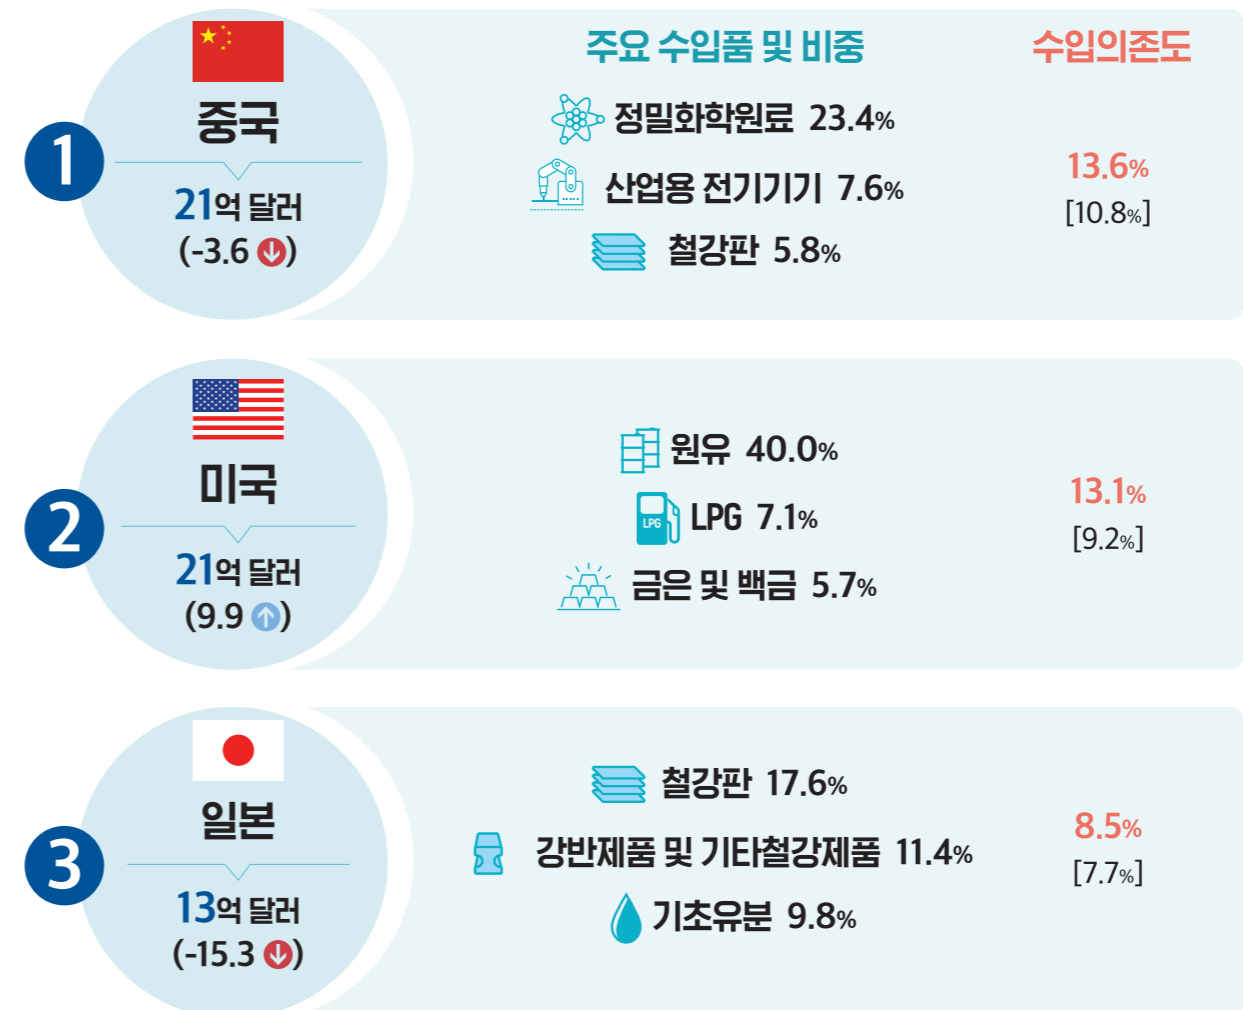 주요 수입품 및 비중
수입의존도
1
중국
21억 달러
(-3.6 ↓)
정밀화학원료 23.4%
산업용 전기기기 7.6%
철강판 5.8%
13.6%
[10.8%]
2
미국
21억 달러
(9.9 ↑)
원유 40.0%
LPG LPG 7.1%
금은 및 백금 5.7%
13.1%
[9.2%]
3
일본
13억 달러
(-15.3 ↓)
철강판 17.6%
강반제품 및 기타철강제품 11.4%
기초유분 9.8%
8.5%
[7.7%]